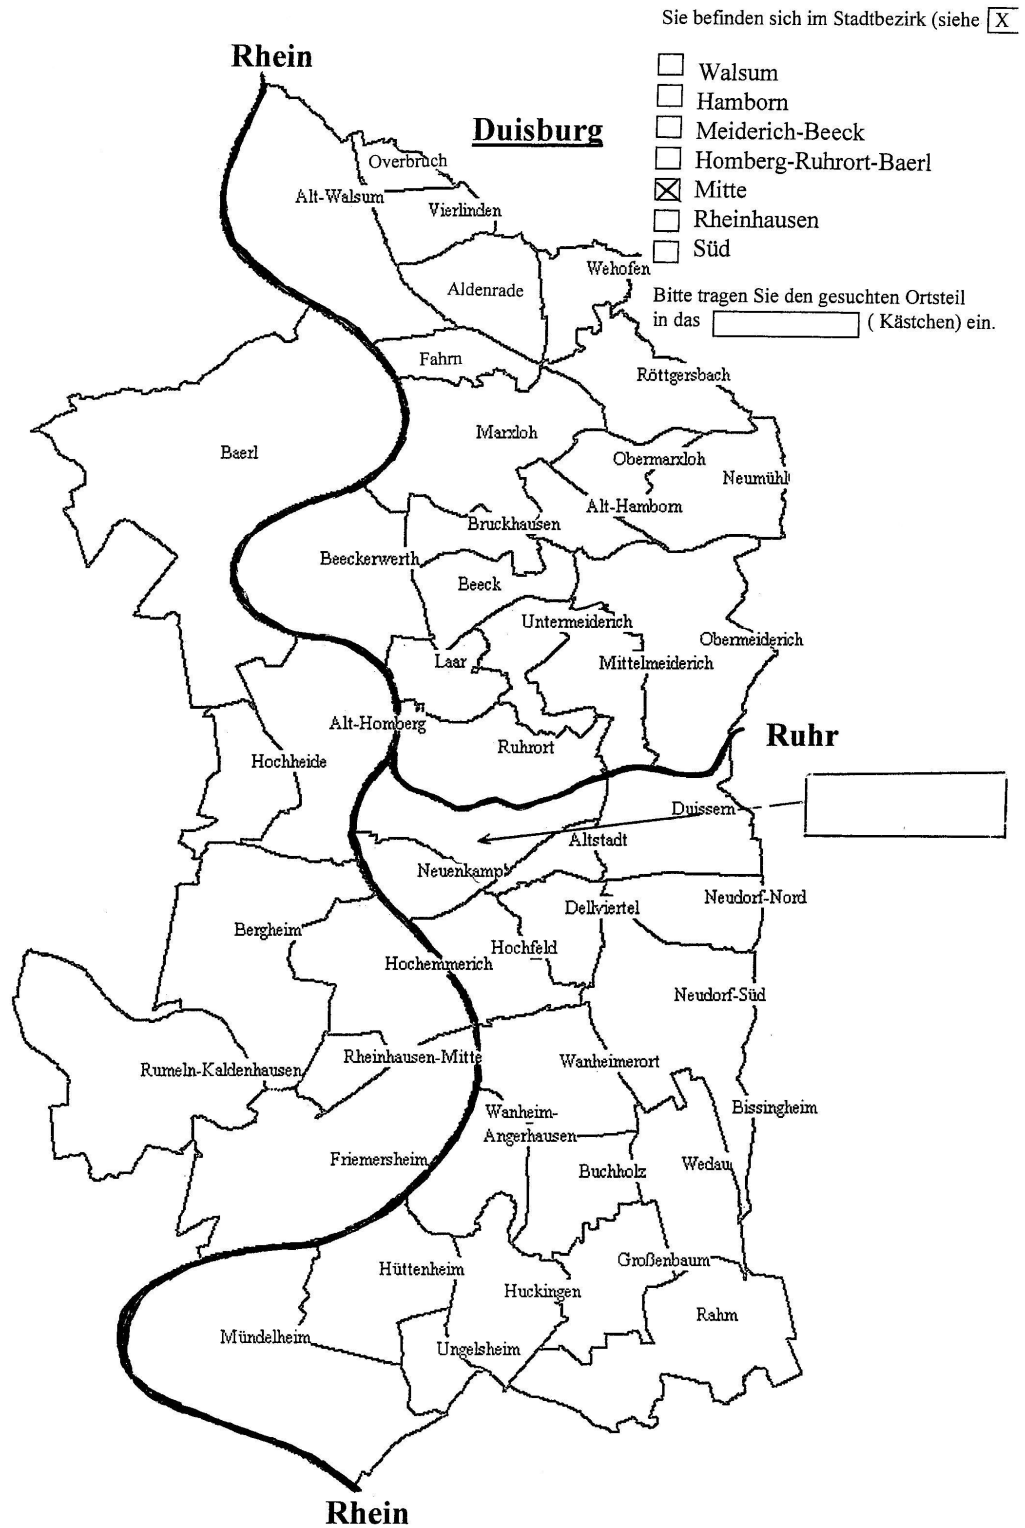 Sie befinden sich im Stadtbezirk (siehe X
Rhein
Duisburg
Walsum
Hamborn
Meiderich-Beeck
Homberg-Ruhrort-Baerl
Mitte
Rheinhausen
Süd
Bitte tragen Sie den gesuchten Ortsteil
in das ( Kästchen) ein.
Overbruch
Alt-Walsum
Vierlinden
Wehofen
Aldenrade
Fahrn
Röttgersbach
Marxloh
Baerl
Obermarxloh
Neumühl
Alt-Hamborn
Bruckhausen
Beeckerwerth
Beeck
Untermeiderich
Obermeiderich
Laar
Mittelmeiderich
Alt-Homberg
Ruhrort
Ruhr
Hochheide
Duissern
Altstadt
Neuenkamp
Neudorf-Nord
Dellviertel
Bergheim
Hochfeld
Hochemmerich
Neudorf-Süd
Rheinhausen-Mitte
Wanheimerort
Rumeln-Kaldenhausen
Bissingheim
Wanheim-
Angerhausen
Friemersheim
Buchholz
Wedau
Großenbaum
Hüttenheim
Huckingen
Rahm
Mündelheim
Ungelsheim
Rhein